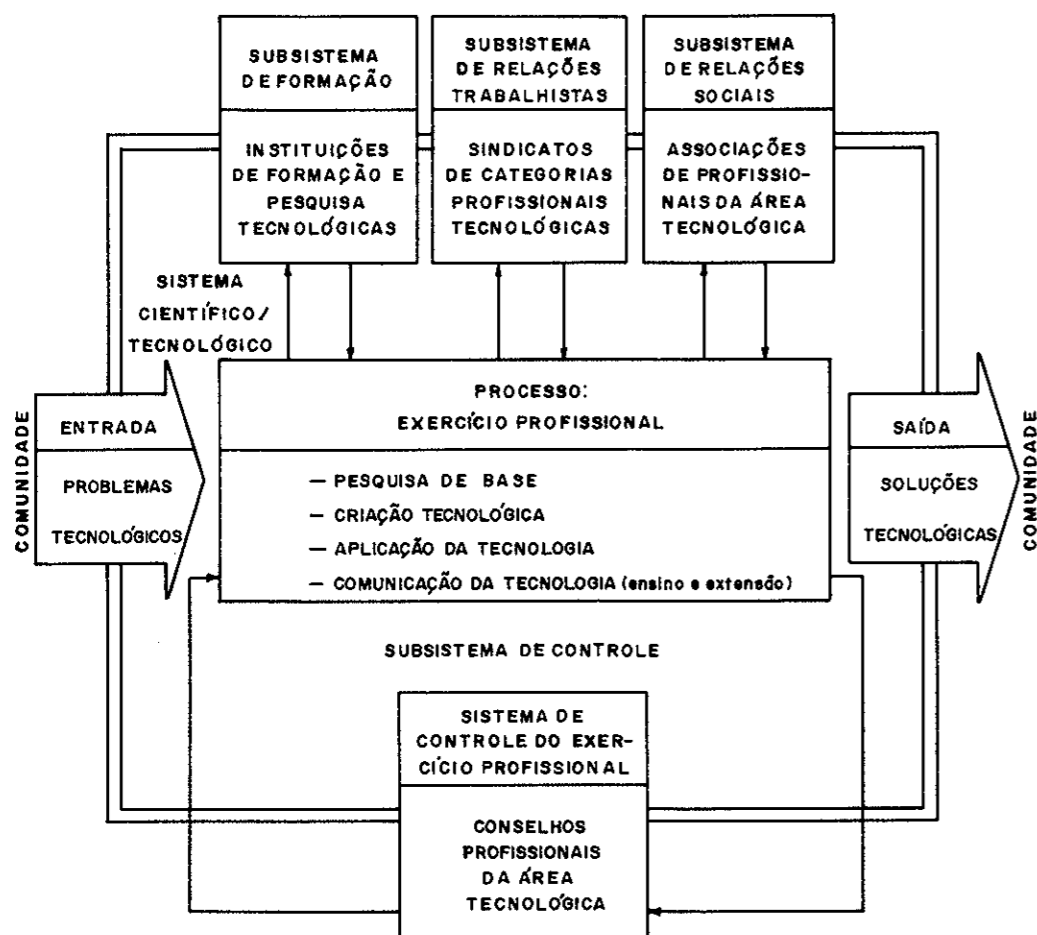 SUBSISTEMA
DE FORMAÇÃO
INSTITUIÇÕES
DE FORMAÇÃO E
PESQUISA
TECNOLÓGICAS
SUBSISTEMA
DE RELAÇÕES
TRABALHISTAS
SINDICATOS
DE CATEGORIAS
PROFISSIONAIS
TECNOLÓGICAS
SUBSISTEMA
DE RELAÇÕES
SOCIAIS
ASSOCIAÇÕES
DE PROFISSIO-
NAIS DA ÁREA
TECNOLÓGICA
SISTEMA
CIENTÍFICO/
TECNOLÓGICO
COMUNIDADE
ENTRADA
PROBLEMAS
TECNOLÓGICOS
PROCESSO:
EXERCÍCIO PROFISSIONAL
— PESQUISA DE BASE
— CRIAÇÃO TECNOLÓGICA
— APLICAÇÃO DA TECNOLOGIA
— COMUNICAÇÃO DA TECNOLOGIA (ensino e extensão)
SAÍDA
SOLUÇÕES
TECNOLÓGICAS
COMUNIDADE
SUBSISTEMA DE CONTROLE
SISTEMA DE
CONTROLE DO EXER-
CÍCIO PROFISSIONAL
CONSELHOS
PROFISSIONAIS
DA ÁREA
TECNOLÓGICA